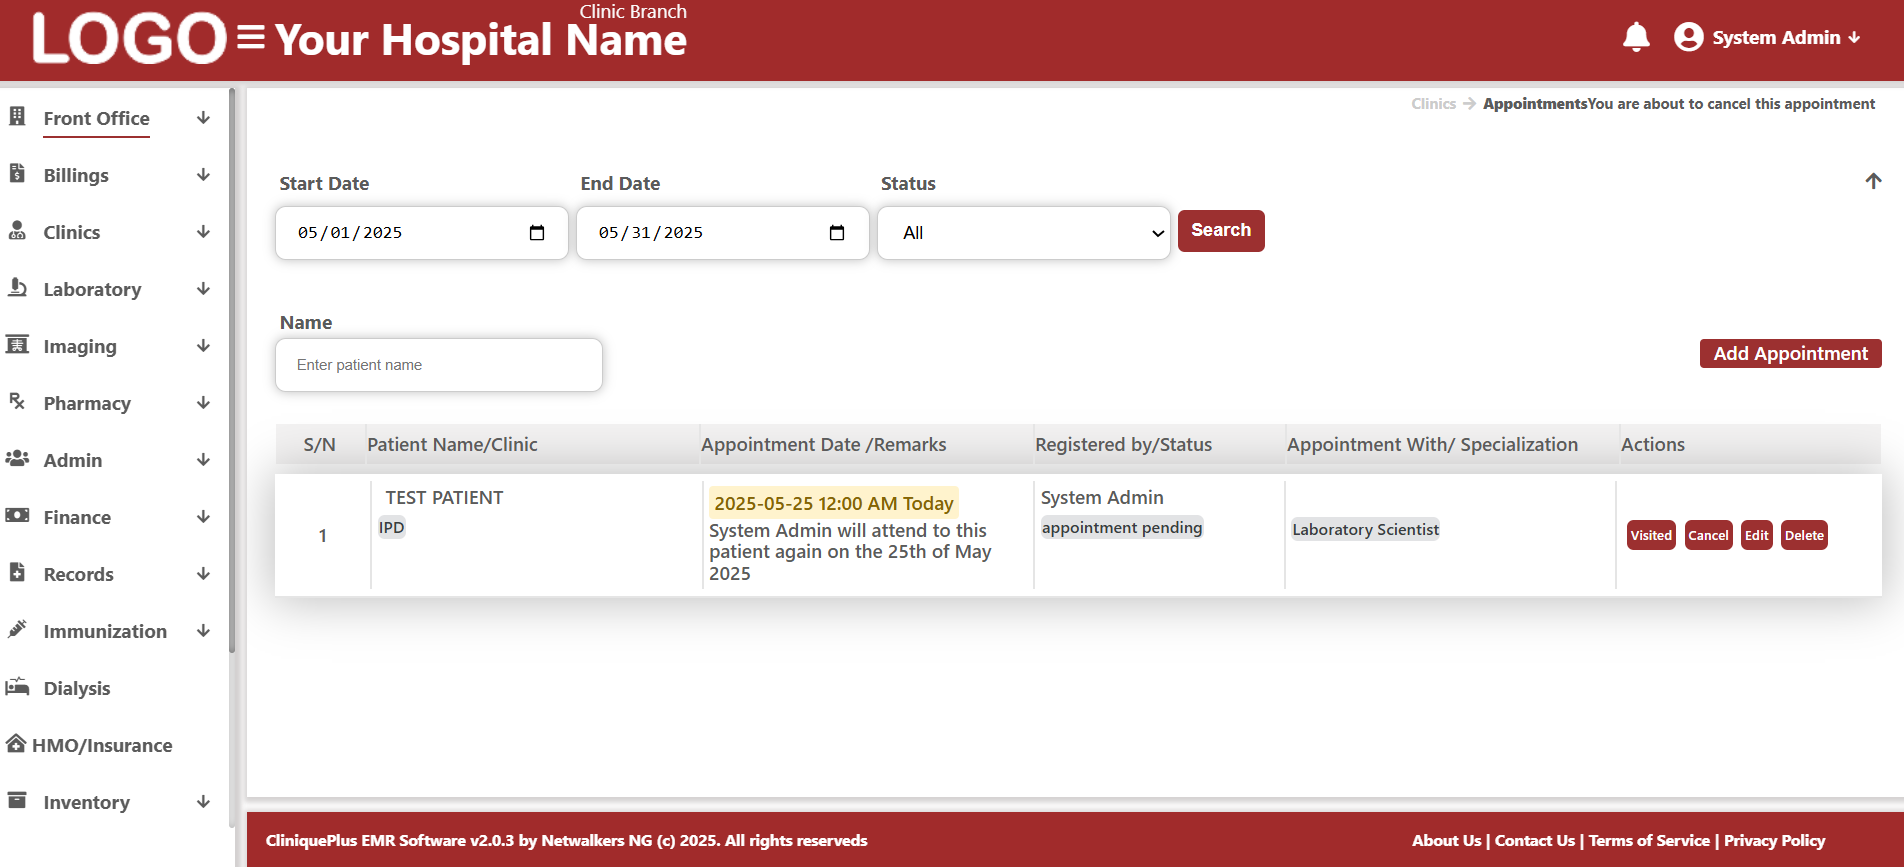 LOGO
Clinic Branch
Your Hospital Name
System Admin
Front Office
Billings
Clinics
Laboratory
Imaging
Pharmacy
Admin
Finance
Records
Immunization
Dialysis
HMO/Insurance
Inventory
Clinics Appointments You are about to cancel this appointment
Start Date End Date Status
05/01/2025 05/31/2025 All Search
Name
Enter patient name
Add Appointment
S/N Patient Name/Clinic Appointment Date /Remarks Registered by/Status Appointment With/ Specialization Actions
1
TEST PATIENT
IPD
2025-05-25 12:00 AM Today
System Admin will attend to this
patient again on the 25th of May
2025
System Admin
appointment pending
Laboratory Scientist
Visited Cancel Edit Delete
CliniquePlus EMR Software v2.0.3 by Netwalkers NG (c) 2025. All rights reserveds
About Us | Contact Us | Terms of Service | Privacy Policy